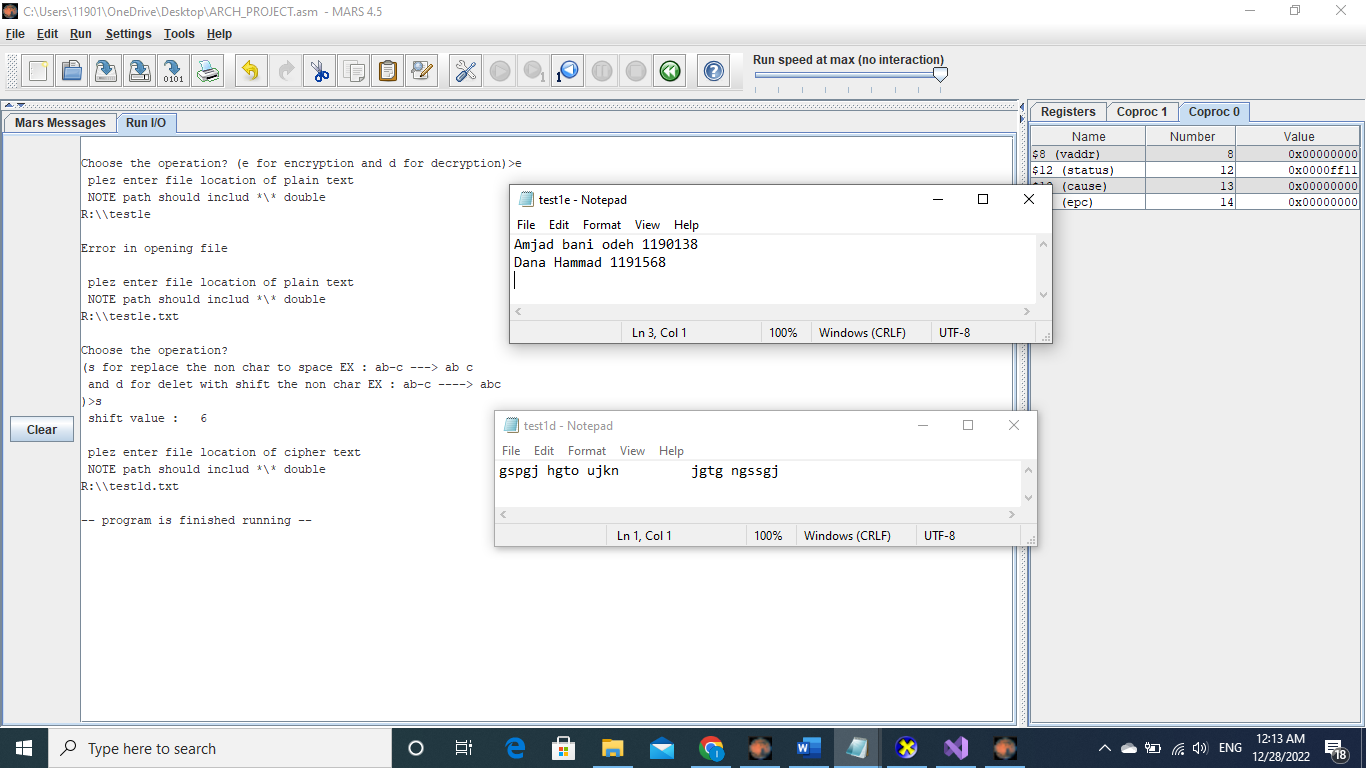 C:\Users\11901\OneDrive\Desktop\ARCH_PROJECT.asm - MARS 4.5
File Edit Run Settings Tools Help
Run speed at max (no interaction)
Mars Messages Run I/O
Choose the operation? (e for encryption and d for decryption)>e
plez enter file location of plain text
NOTE path should includ *\* double
R:\\test1e
Error in opening file
plez enter file location of plain text
NOTE path should includ *\* double
R:\\test1e.txt
Choose the operation?
(s for replace the non char to space EX : ab-c ---> ab c
and d for delet with shift the non char EX : ab-c ----> abc
)>s
shift value : 6
plez enter file location of cipher text
NOTE path should includ *\* double
R:\\test1d.txt
-- program is finished running --
Clear
test1e - Notepad
File Edit Format View Help
Amjad bani odeh 1190138
Dana Hammad 1191568
Ln 3, Col 1 100% Windows (CRLF) UTF-8
test1d - Notepad
File Edit Format View Help
gspgj hgto ujkn jgtg ngssgj
Ln 1, Col 1 100% Windows (CRLF) UTF-8
Registers Coproc 1 Coproc 0
Name Number Value
$8 (vaddr) 8 0x00000000
$12 (status) 12 0x0000ff11
(cause) 13 0x00000000
(epc) 14 0x00000000
Type here to search
ENG
12:13 AM
12/28/2022
18